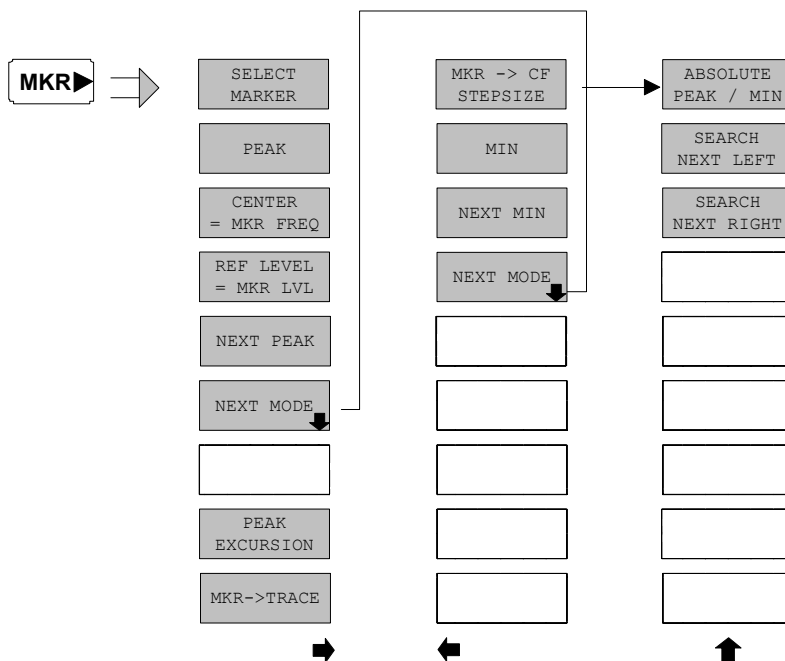 MKR
SELECT
MARKER
PEAK
CENTER
= MKR FREQ
REF LEVEL
= MKR LVL
NEXT PEAK
NEXT MODE
PEAK
EXCURSION
MKR->TRACE
MKR -> CF
STEPSIZE
MIN
NEXT MIN
NEXT MODE
ABSOLUTE
PEAK / MIN
SEARCH
NEXT LEFT
SEARCH
NEXT RIGHT